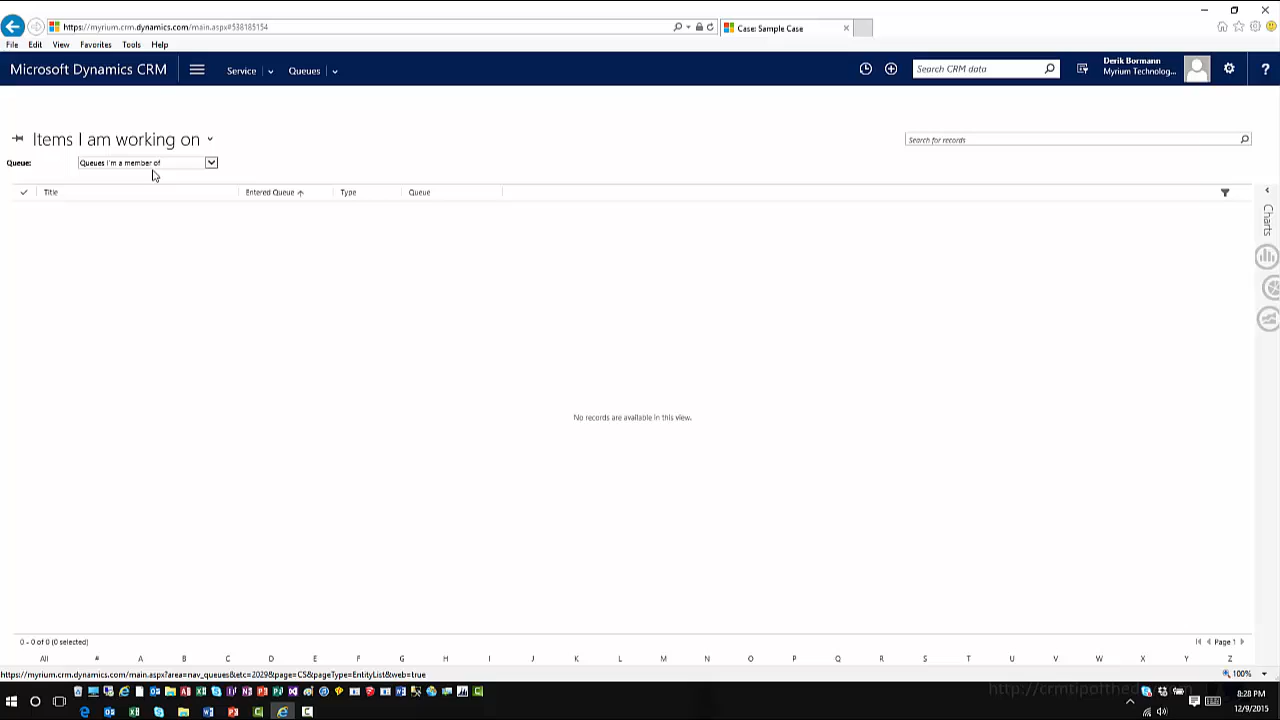 https://myrium.crm.dynamics.com/main.aspx#538185154
Case: Sample Case
File Edit View Favorites Tools Help
Microsoft Dynamics CRM
Service
Queues
Search CRM data
Derik Bormann
Myrium Technolog...
?
Items I am working on
Search for records
Queue:
Queues I'm a member of
Title
Entered Queue
Type
Queue
Charts
No records are available in this view.
0 - 0 of 0 (0 selected)
Page 1
All # A B C D E F G H I J K L M N O P Q R S T U V W X Y Z
https://myrium.crm.dynamics.com/main.aspx?area=nav_queues&etc=2029&page=CS&pageType=EntityList&web=true
100%
8:28 PM
12/9/2015